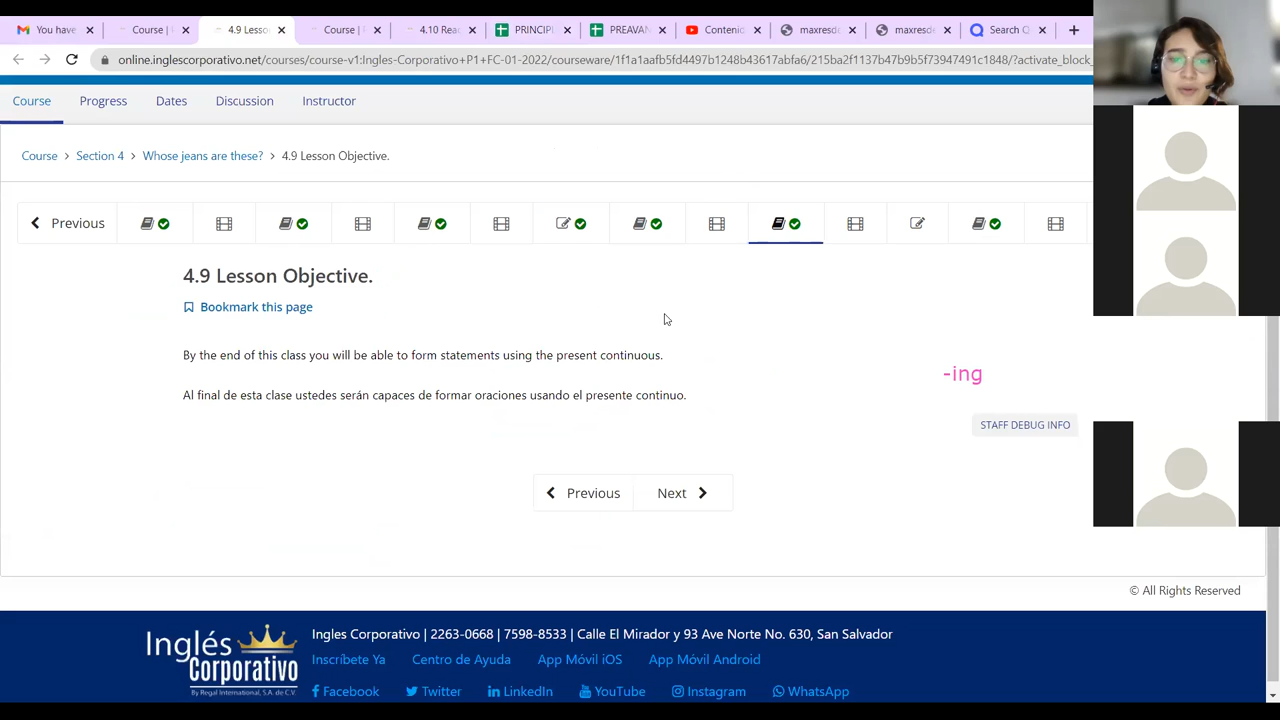 You have
Course |
4.9 Lesso
Course |
4.10 Rea
PRINCIPI
PREAVAN
Contenid
maxresd
maxresd
Search Q
online.inglescorporativo.net/courses/course-v1:Ingles-Corporativo+P1+FC-01-2022/courseware/1f1a1aafb5fd4497b1248b43617abfa6/215ba2f1137b47b9b5f73947491c1848/?activate_block_
Course
Progress
Dates
Discussion
Instructor
Course > Section 4 > Whose jeans are these? > 4.9 Lesson Objective.
Previous
4.9 Lesson Objective.
Bookmark this page
By the end of this class you will be able to form statements using the present continuous.
-ing
Al final de esta clase ustedes serán capaces de formar oraciones usando el presente continuo.
STAFF DEBUG INFO
Previous
Next
© All Rights Reserved
Inglés
Corporativo
By Regal International, S.A. de C.V.
Ingles Corporativo | 2263-0668 | 7598-8533 | Calle El Mirador y 93 Ave Norte No. 630, San Salvador
Inscríbete Ya
Centro de Ayuda
App Móvil iOS
App Móvil Android
Facebook
Twitter
LinkedIn
YouTube
Instagram
WhatsApp